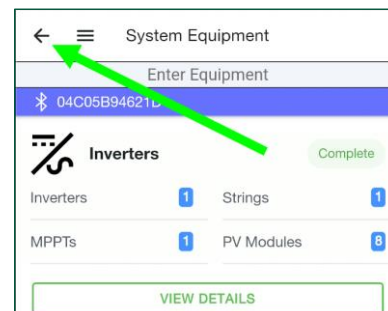 System Equipment
Enter Equipment
04C05B94621D
Inverters
Complete
Inverters 1 Strings 1
MPPTs 1 PV Modules 8
VIEW DETAILS